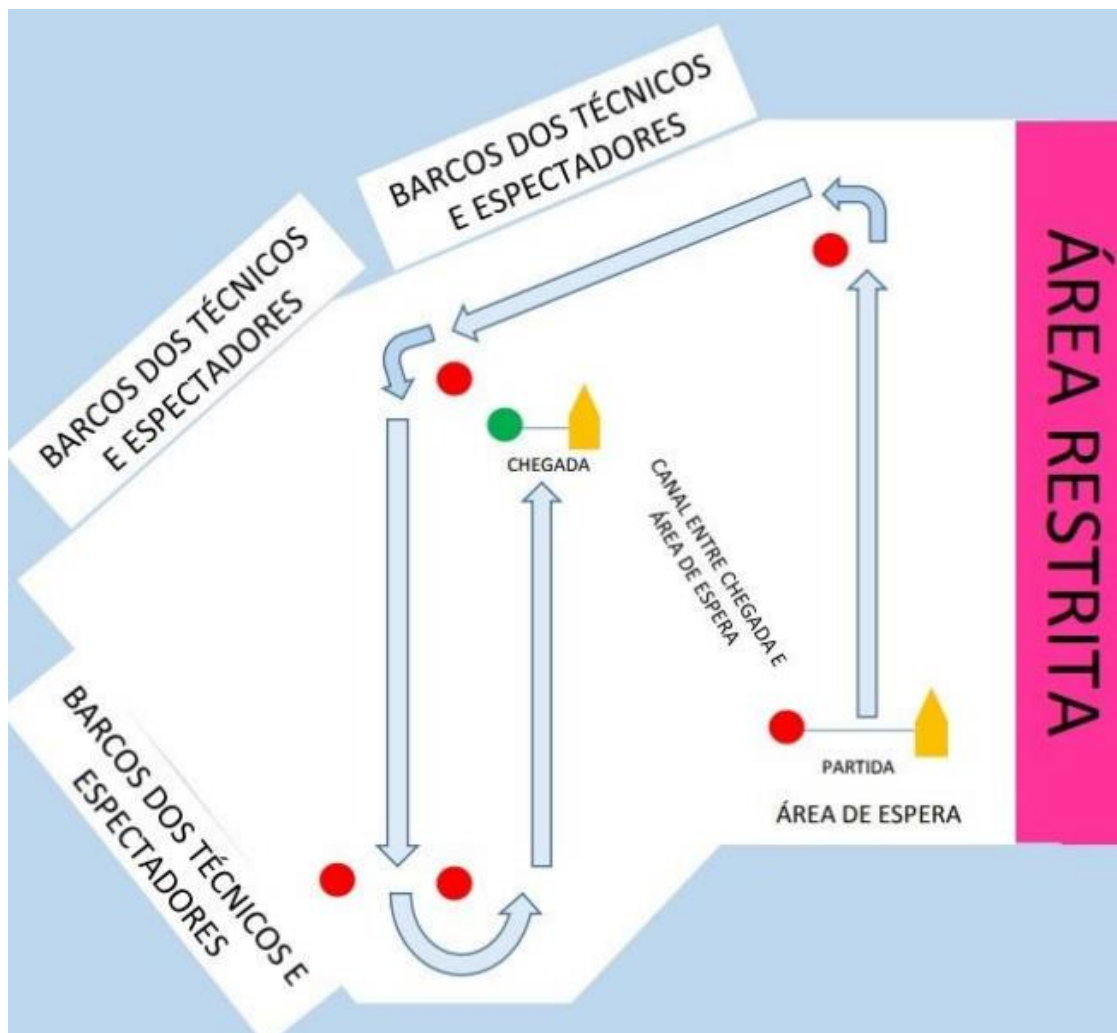 BARCOS DOS TÉCNICOS
E ESPECTADORES
BARCOS DOS TÉCNICOS
E ESPECTADORES
ÁREA RESTRITA
CHEGADA
CANAL ENTRE CHEGADA E
ÁREA DE ESPERA
PARTIDA
ÁREA DE ESPERA
BARCOS DOS TÉCNICOS E
ESPECTADORES